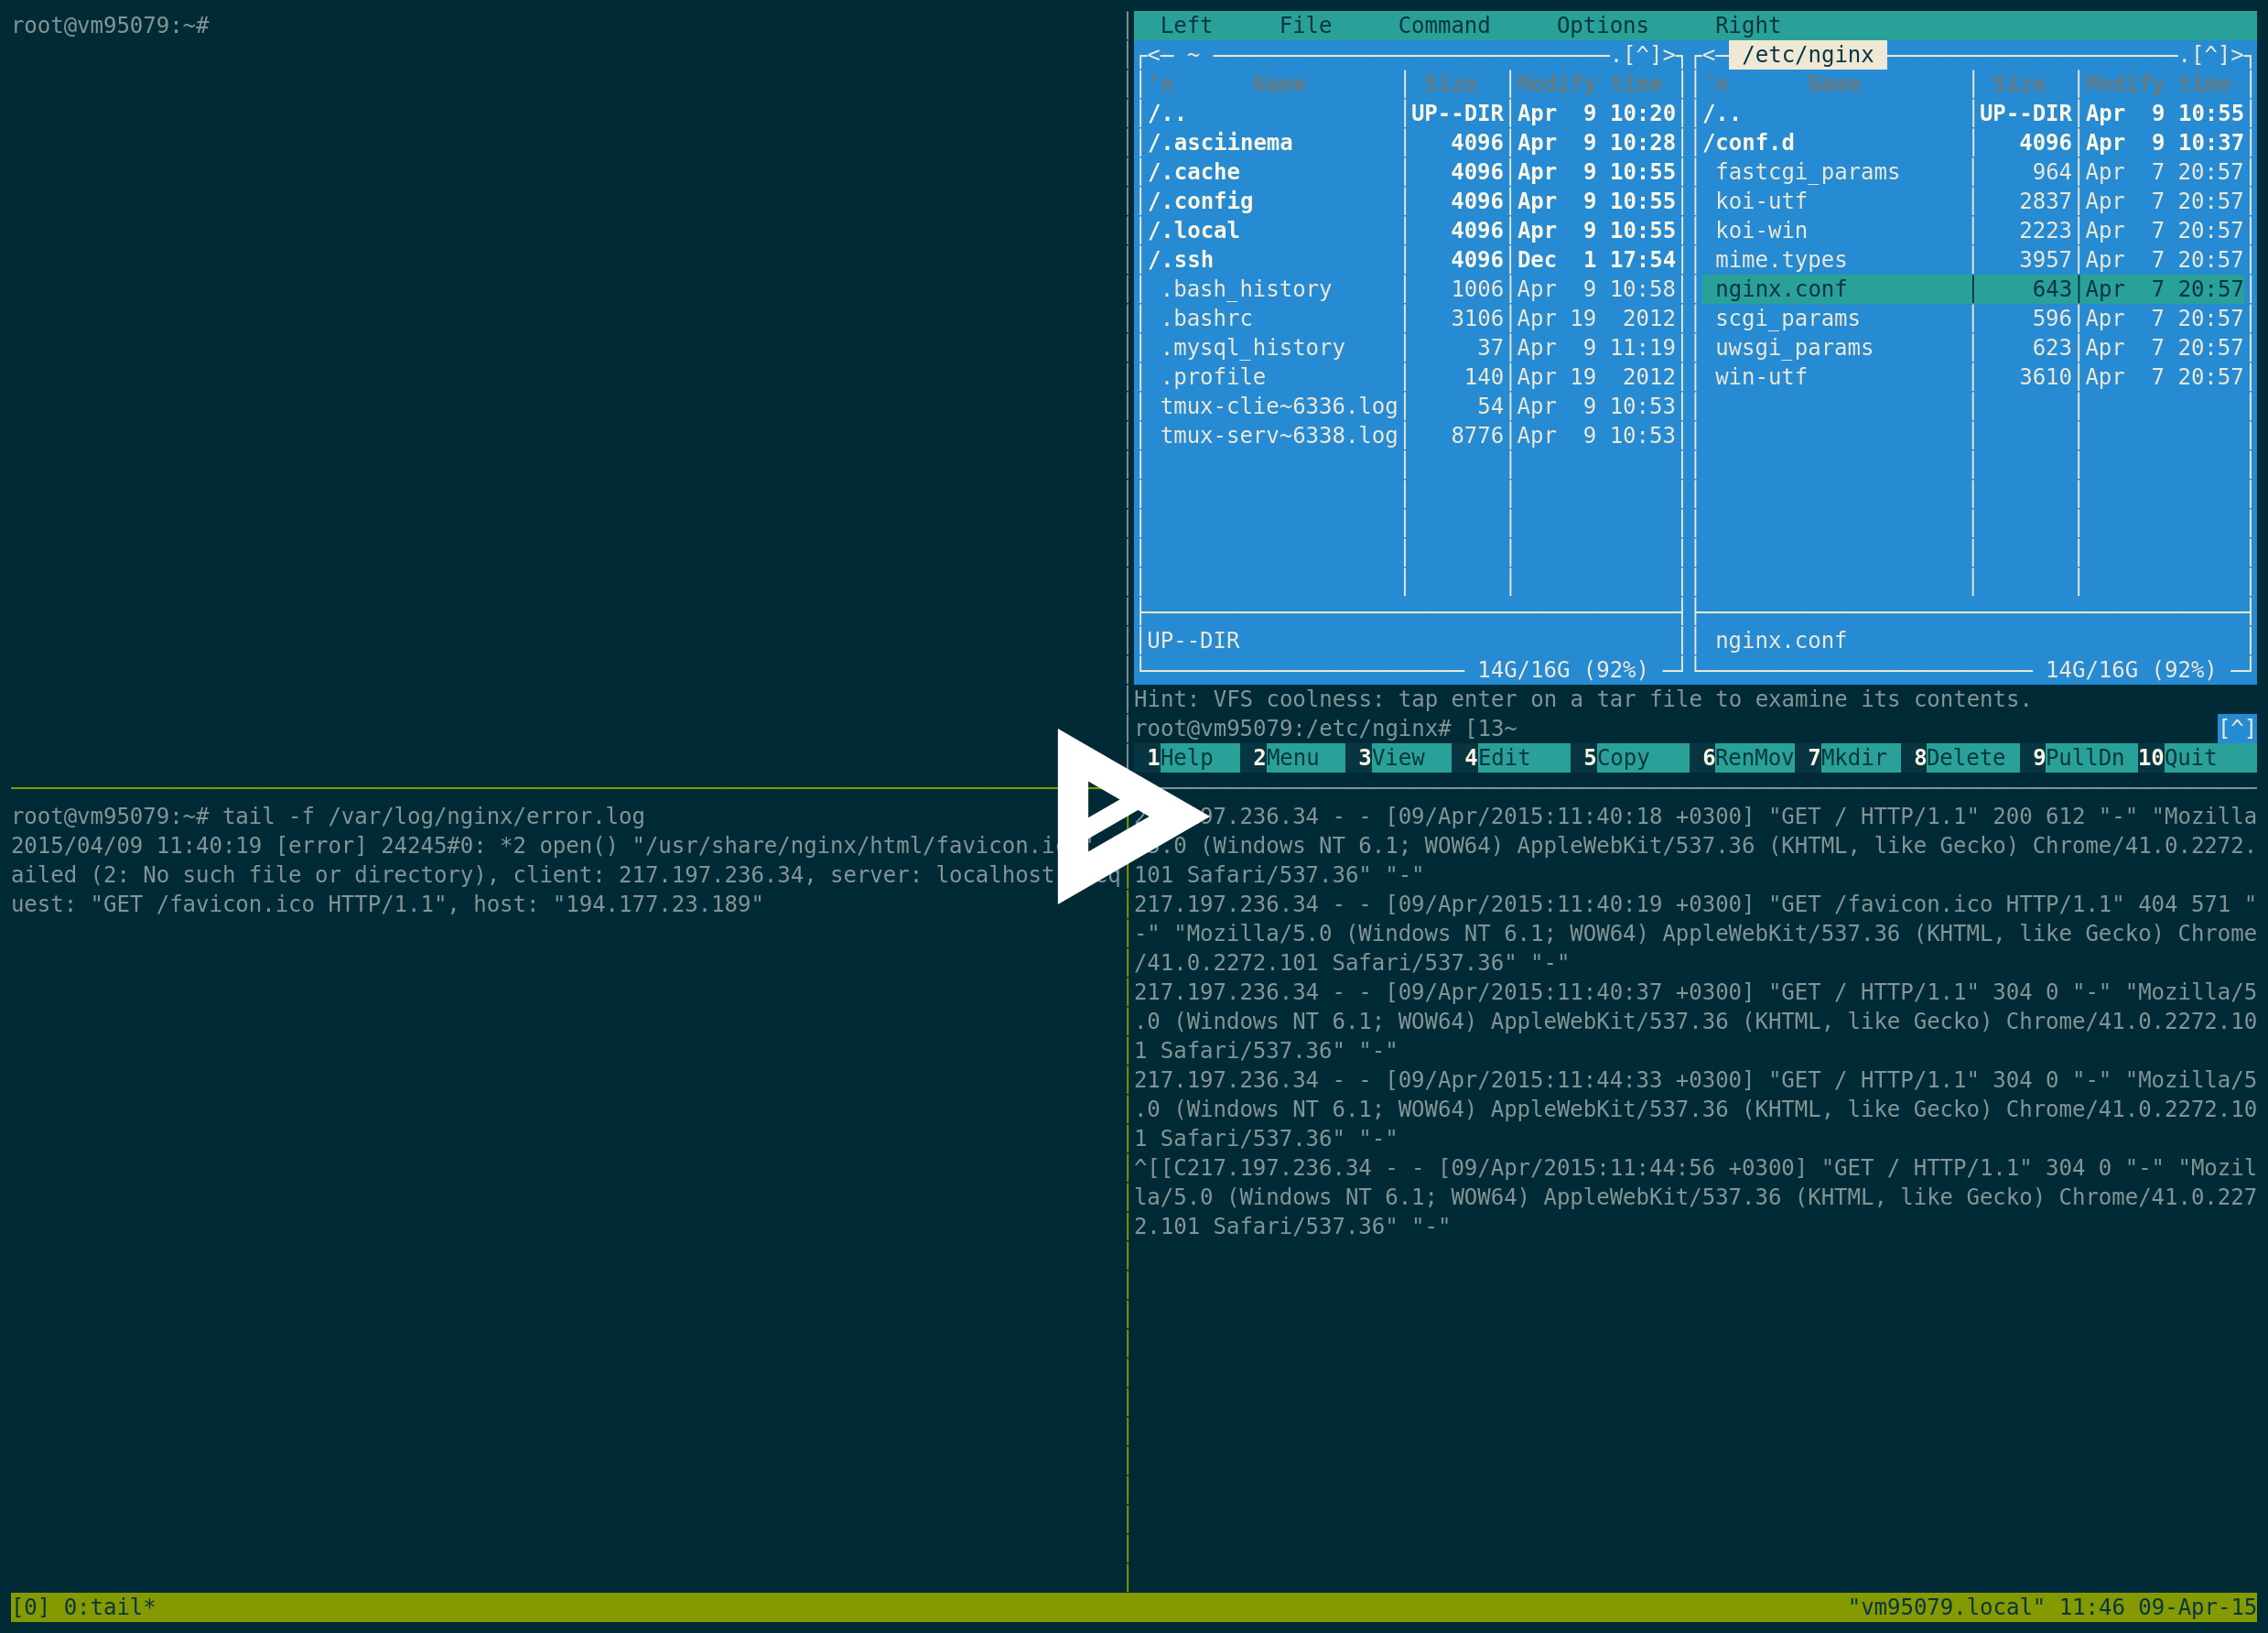 root@vm95079:~#
Left File Command Options Right
<─ ~ ─.[^]>
'n Name Size Modify time
/.. UP--DIR Apr 9 10:20
/.asciinema 4096 Apr 9 10:28
/.cache 4096 Apr 9 10:55
/.config 4096 Apr 9 10:55
/.local 4096 Apr 9 10:55
/.ssh 4096 Dec 1 17:54
.bash_history 1006 Apr 9 10:58
.bashrc 3106 Apr 19 2012
.mysql_history 37 Apr 9 11:19
.profile 140 Apr 19 2012
tmux-clie~6336.log 54 Apr 9 10:53
tmux-serv~6338.log 8776 Apr 9 10:53
UP--DIR
14G/16G (92%)
<─ /etc/nginx ─.[^]>
'n Name Size Modify time
/.. UP--DIR Apr 9 10:55
/conf.d 4096 Apr 9 10:37
fastcgi_params 964 Apr 7 20:57
koi-utf 2837 Apr 7 20:57
koi-win 2223 Apr 7 20:57
mime.types 3957 Apr 7 20:57
nginx.conf 643 Apr 7 20:57
scgi_params 596 Apr 7 20:57
uwsgi_params 623 Apr 7 20:57
win-utf 3610 Apr 7 20:57
nginx.conf
14G/16G (92%)
Hint: VFS coolness: tap enter on a tar file to examine its contents.
root@vm95079:/etc/nginx# [13~ [^]
1Help 2Menu 3View 4Edit 5Copy 6RenMov 7Mkdir 8Delete 9PullDn 10Quit
root@vm95079:~# tail -f /var/log/nginx/error.log
2015/04/09 11:40:19 [error] 24245#0: *2 open() "/usr/share/nginx/html/favicon.i
ailed (2: No such file or directory), client: 217.197.236.34, server: localhost q
uest: "GET /favicon.ico HTTP/1.1", host: "194.177.23.189"
97.236.34 - - [09/Apr/2015:11:40:18 +0300] "GET / HTTP/1.1" 200 612 "-" "Mozilla
.0 (Windows NT 6.1; WOW64) AppleWebKit/537.36 (KHTML, like Gecko) Chrome/41.0.2272.
101 Safari/537.36" "-"
217.197.236.34 - - [09/Apr/2015:11:40:19 +0300] "GET /favicon.ico HTTP/1.1" 404 571 "
-" "Mozilla/5.0 (Windows NT 6.1; WOW64) AppleWebKit/537.36 (KHTML, like Gecko) Chrome
/41.0.2272.101 Safari/537.36" "-"
217.197.236.34 - - [09/Apr/2015:11:40:37 +0300] "GET / HTTP/1.1" 304 0 "-" "Mozilla/5
.0 (Windows NT 6.1; WOW64) AppleWebKit/537.36 (KHTML, like Gecko) Chrome/41.0.2272.10
1 Safari/537.36" "-"
217.197.236.34 - - [09/Apr/2015:11:44:33 +0300] "GET / HTTP/1.1" 304 0 "-" "Mozilla/5
.0 (Windows NT 6.1; WOW64) AppleWebKit/537.36 (KHTML, like Gecko) Chrome/41.0.2272.10
1 Safari/537.36" "-"
^[[C217.197.236.34 - - [09/Apr/2015:11:44:56 +0300] "GET / HTTP/1.1" 304 0 "-" "Mozil
la/5.0 (Windows NT 6.1; WOW64) AppleWebKit/537.36 (KHTML, like Gecko) Chrome/41.0.227
2.101 Safari/537.36" "-"
[0] 0:tail* "vm95079.local" 11:46 09-Apr-15